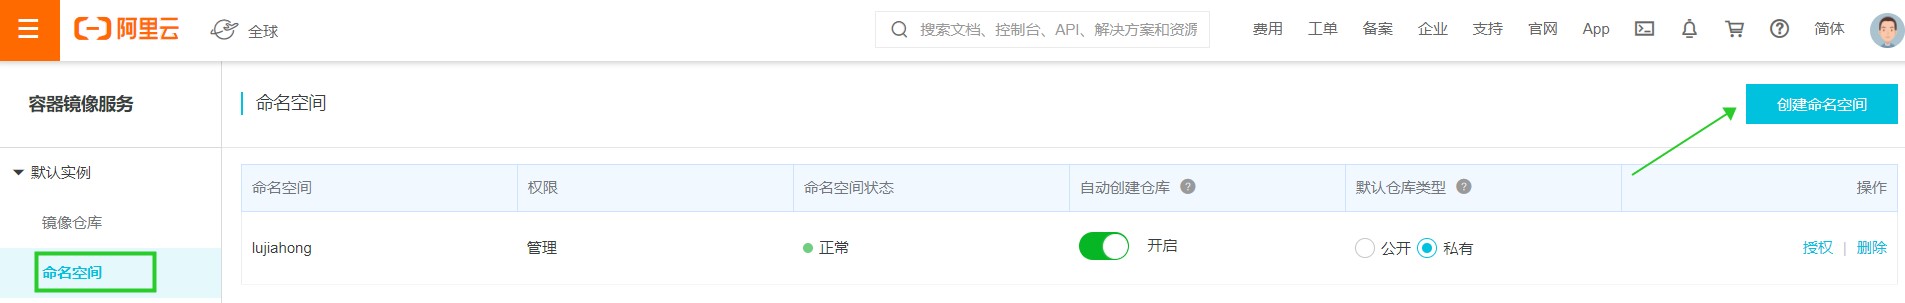 阿里云 全球 搜索文档、控制台、API、解决方案和资源 费用 工单 备案 企业 支持 官网 App 简体
容器镜像服务
命名空间 创建命名空间
默认实例
镜像仓库
命名空间
命名空间 权限 命名空间状态 自动创建仓库 ? 默认仓库类型 ? 操作
lujiahong 管理 正常 开启 公开 私有 授权 | 删除